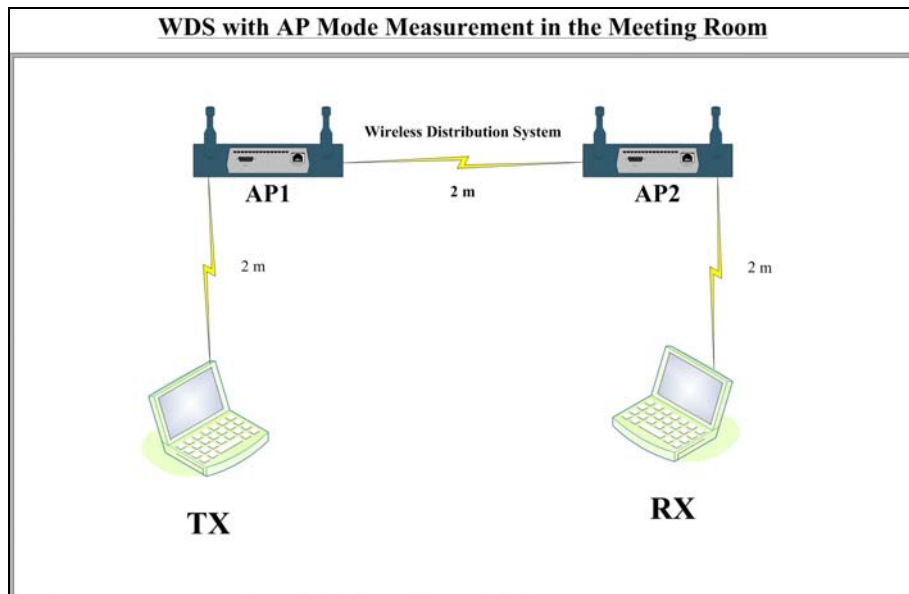 WDS with AP Mode Measurement in the Meeting Room
Wireless Distribution System
AP1
2 m
AP2
2 m
2 m
TX
RX